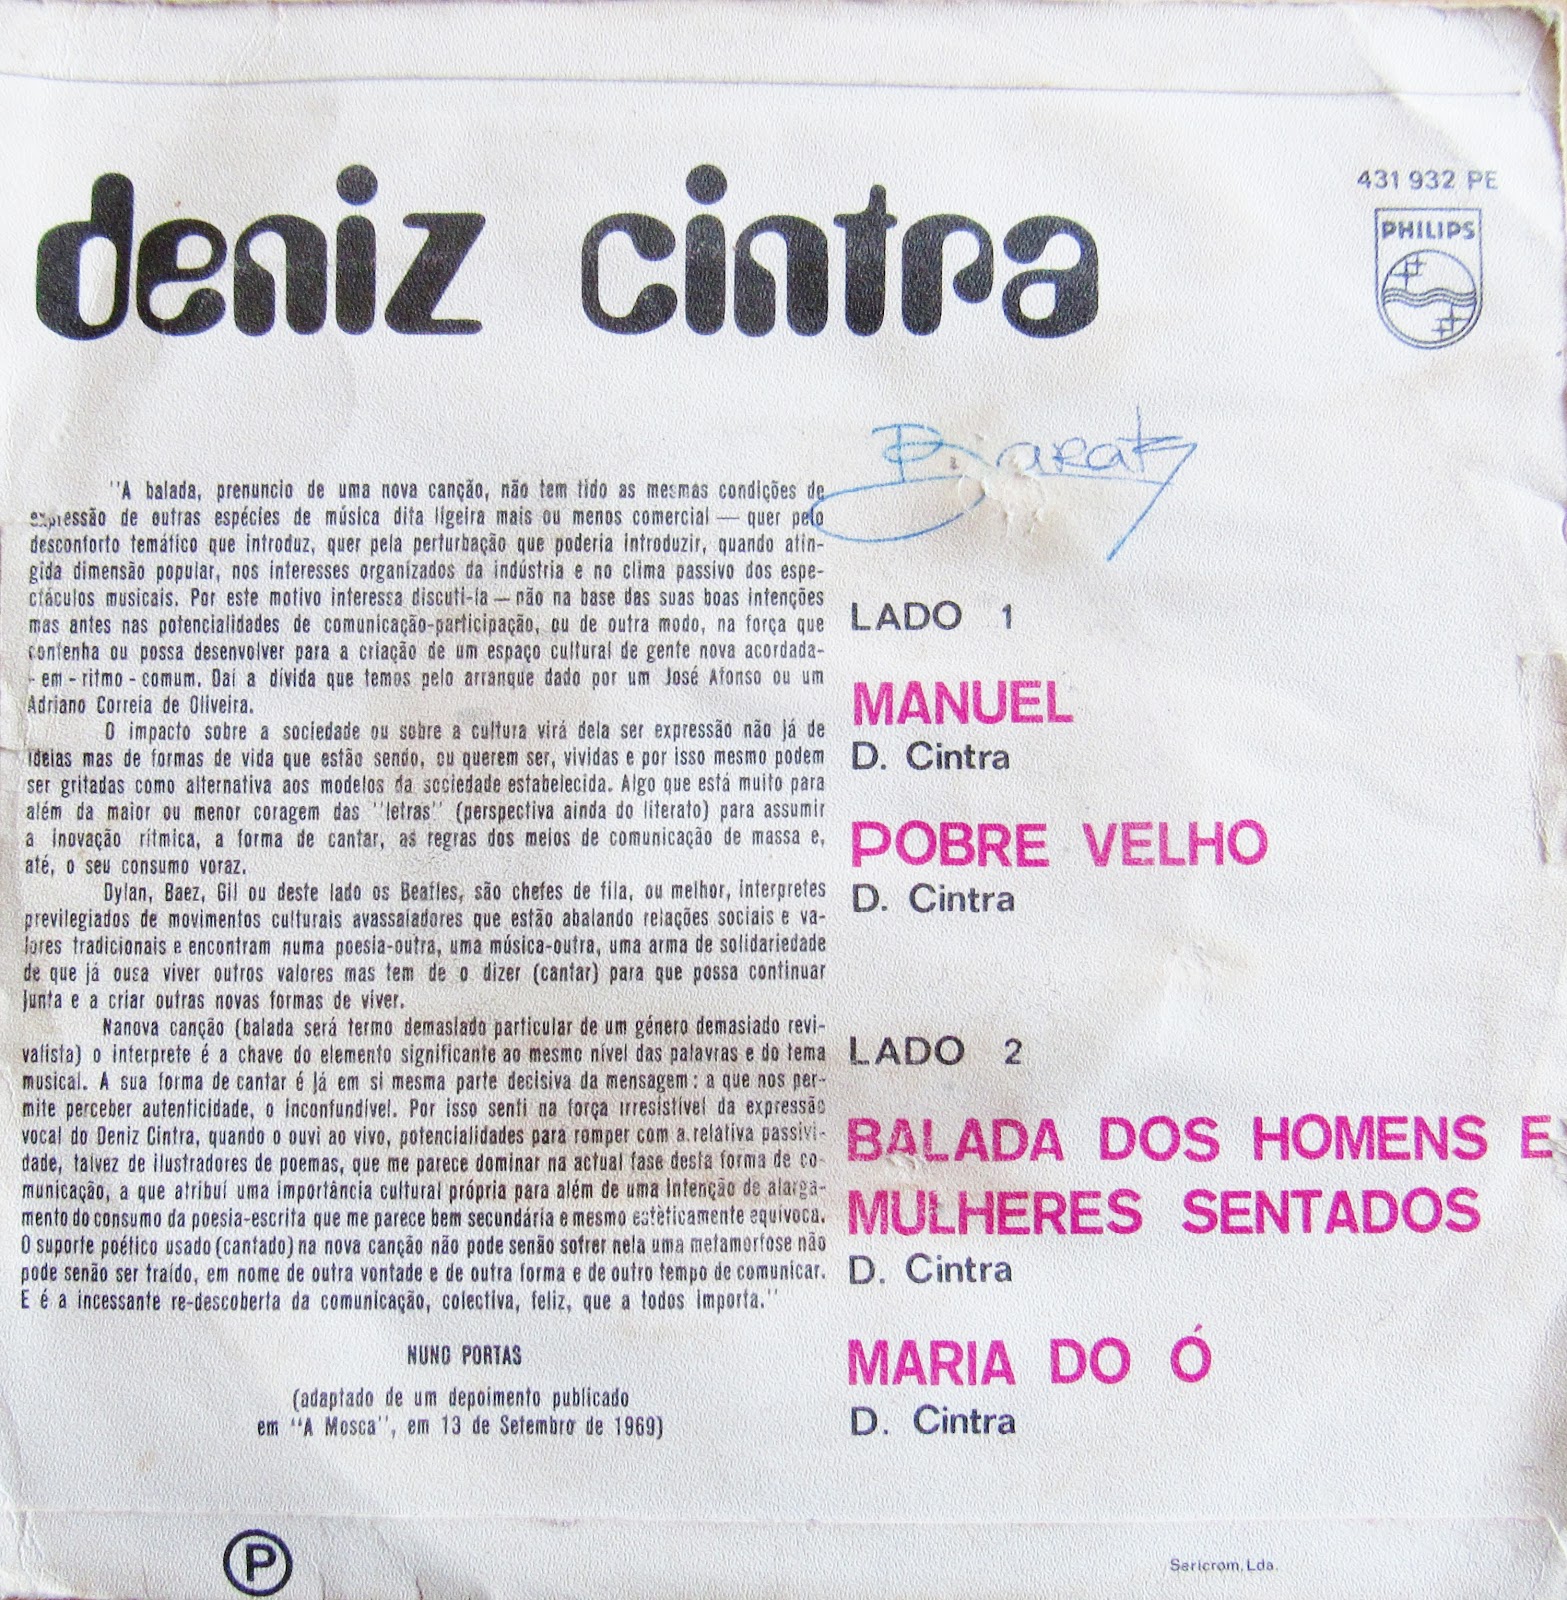 deniz cintra
431 932 PE
PHILIPS
"A balada, prenuncio de uma nova canção, não tem tido as mesmas condições de
expressão de outras espécies de música dita ligeira mais ou menos comercial — quer pelo
desconforto temático que introduz, quer pela perturbação que poderia introduzir, quando atin-
gida dimensão popular, nos interesses organizados da indústria e no clima passivo dos espe-
ctáculos musicais. Por este motivo interessa discuti-la — não na base das suas boas intenções
mas antes nas potencialidades de comunicação-participação, ou de outra modo, na força que
contenha ou possa desenvolver para a criação de um espaço cultural de gente nova acordada-
- em - ritmo - comum. Daí a dívida que temos pelo arranque dado por um José Afonso ou um
Adriano Correia de Oliveira.
O impacto sobre a sociedade ou sobre a cultura virá dela ser expressão não já de
ideias mas de formas de vida que estão sendo, ou querem ser, vividas e por isso mesmo podem
ser gritadas como alternativa aos modelos da sociedade estabelecida. Algo que está muito para
além da maior ou menor coragem das "letras" (perspectiva ainda do literato) para assumir
a inovação rítmica, a forma de cantar, as regras dos meios de comunicação de massa e,
até, o seu consumo voraz.
Dylan, Baez, Gil ou deste lado os Beatles, são chefes de fila, ou melhor, interpretes
previlegiados de movimentos culturais avassaladores que estão abalando relações sociais e va-
lores tradicionais e encontram numa poesia-outra, uma música-outra, uma arma de solidariedade
de que já ousa viver outros valores mas tem de o dizer (cantar) para que possa continuar
junta e a criar outras novas formas de viver.
Nanova canção (balada será termo demasiado particular de um género demasiado revi-
valista) o interprete é a chave do elemento significante ao mesmo nível das palavras e do tema
musical. A sua forma de cantar é já em si mesma parte decisiva da mensagem: a que nos per-
mite perceber autenticidade, o inconfundível. Por isso senti na força irresistível da expressão
vocal do Deniz Cintra, quando o ouvi ao vivo, potencialidades para romper com a relativa passivi-
dade, talvez de ilustradores de poemas, que me parece dominar na actual fase desta forma de co-
municação, a que atribuí uma importância cultural própria para além de uma intenção de alarga-
mento do consumo da poesia-escrita que me parece bem secundária e mesmo estèticamente equívoca.
O suporte poético usado (cantado) na nova canção não pode senão sofrer nela uma metamorfose não
pode senão ser traído, em nome de outra vontade e de outra forma e de outro tempo de comunicar.
E é a incessante re-descoberta da comunicação, colectiva, feliz, que a todos importa."
NUNO PORTAS
(adaptado de um depoimento publicado
em "A Mosca", em 13 de Setembro de 1969)
LADO 1
MANUEL
D. Cintra
POBRE VELHO
D. Cintra
LADO 2
BALADA DOS HOMENS E
MULHERES SENTADOS
D. Cintra
MARIA DO Ó
D. Cintra
P
Sericrom, Lda.